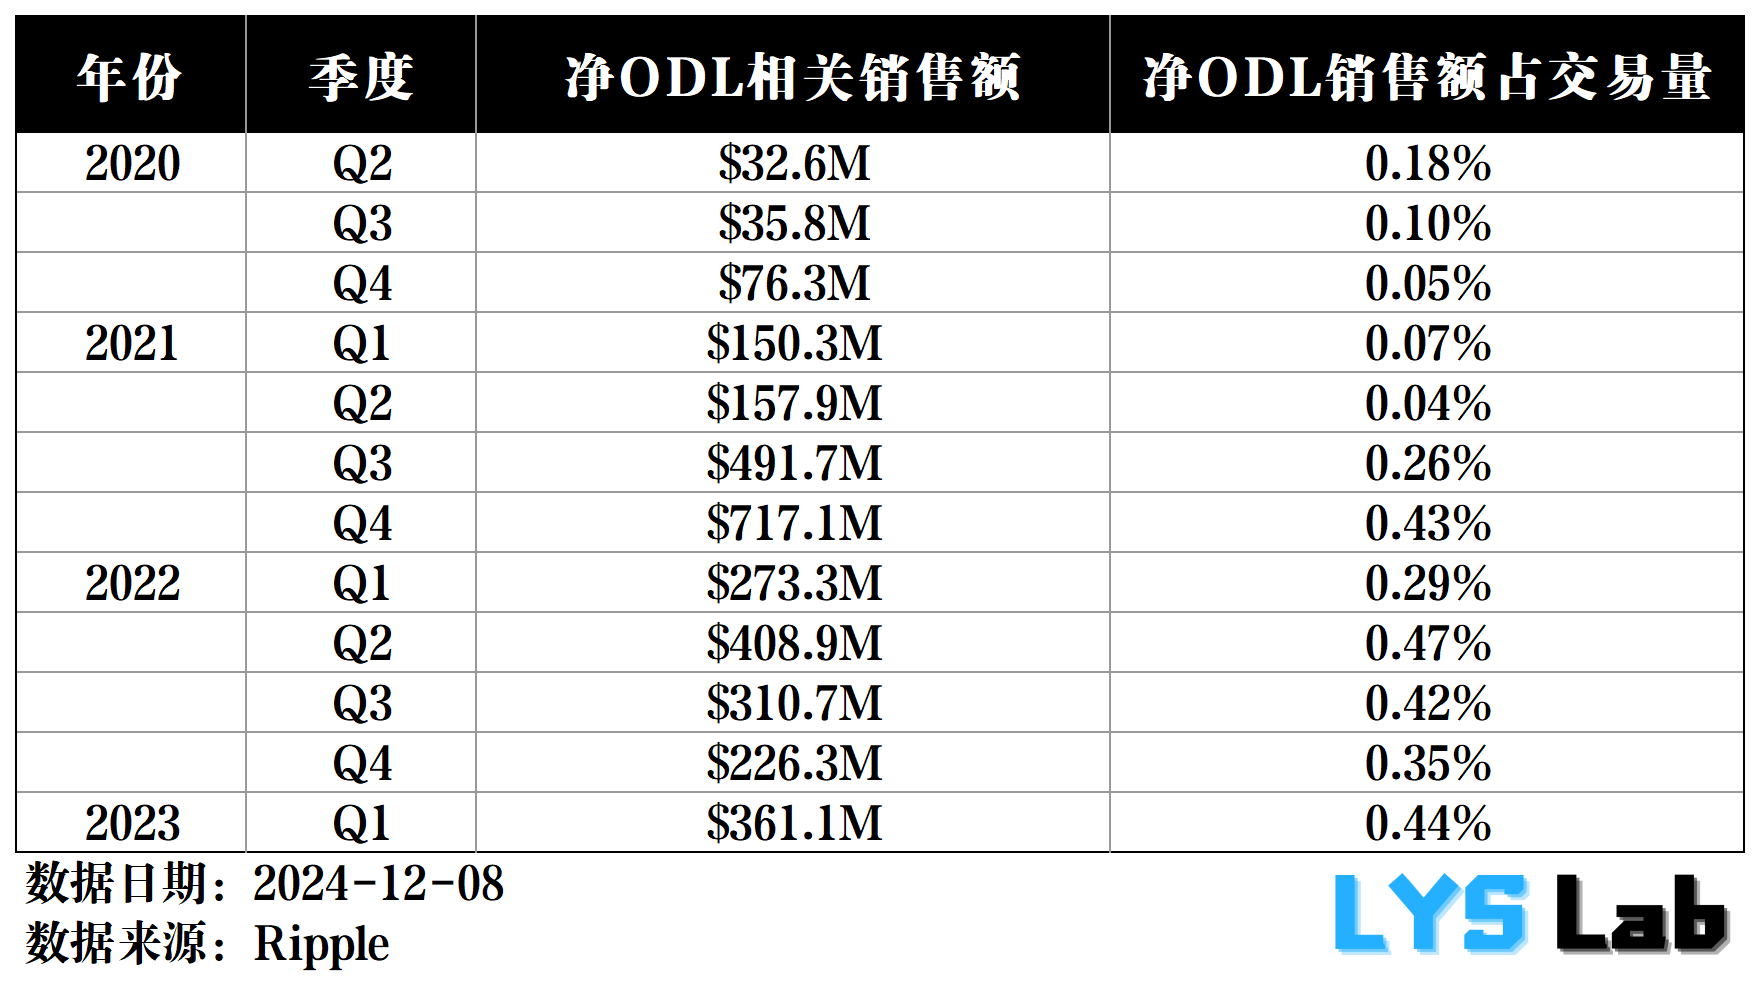 年份 季度 净ODL相关销售额 净ODL销售额占交易量
2020 Q2 $32.6M 0.18%
Q3 $35.8M 0.10%
Q4 $76.3M 0.05%
2021 Q1 $150.3M 0.07%
Q2 $157.9M 0.04%
Q3 $491.7M 0.26%
Q4 $717.1M 0.43%
2022 Q1 $273.3M 0.29%
Q2 $408.9M 0.47%
Q3 $310.7M 0.42%
Q4 $226.3M 0.35%
2023 Q1 $361.1M 0.44%
数据日期：2024-12-08
数据来源：Ripple
LYS Lab